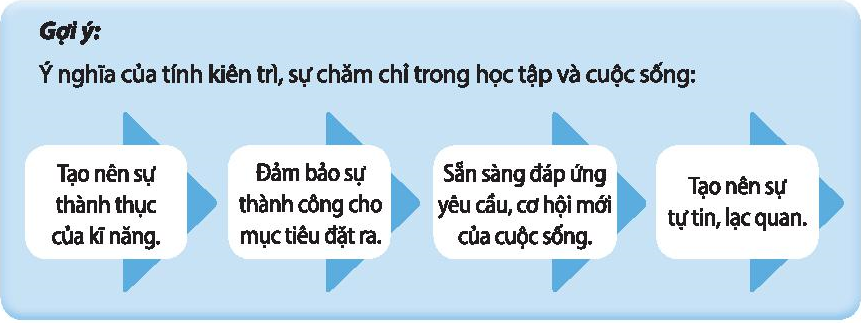 Gợi ý:
Ý nghĩa của tính kiên trì, sự chăm chỉ trong học tập và cuộc sống:
Tạo nên sự
thành thục
của kĩ năng.
Đảm bảo sự
thành công cho
mục tiêu đặt ra.
Sẵn sàng đáp ứng
yêu cầu, cơ hội mới
của cuộc sống.
Tạo nên sự
tự tin, lạc quan.